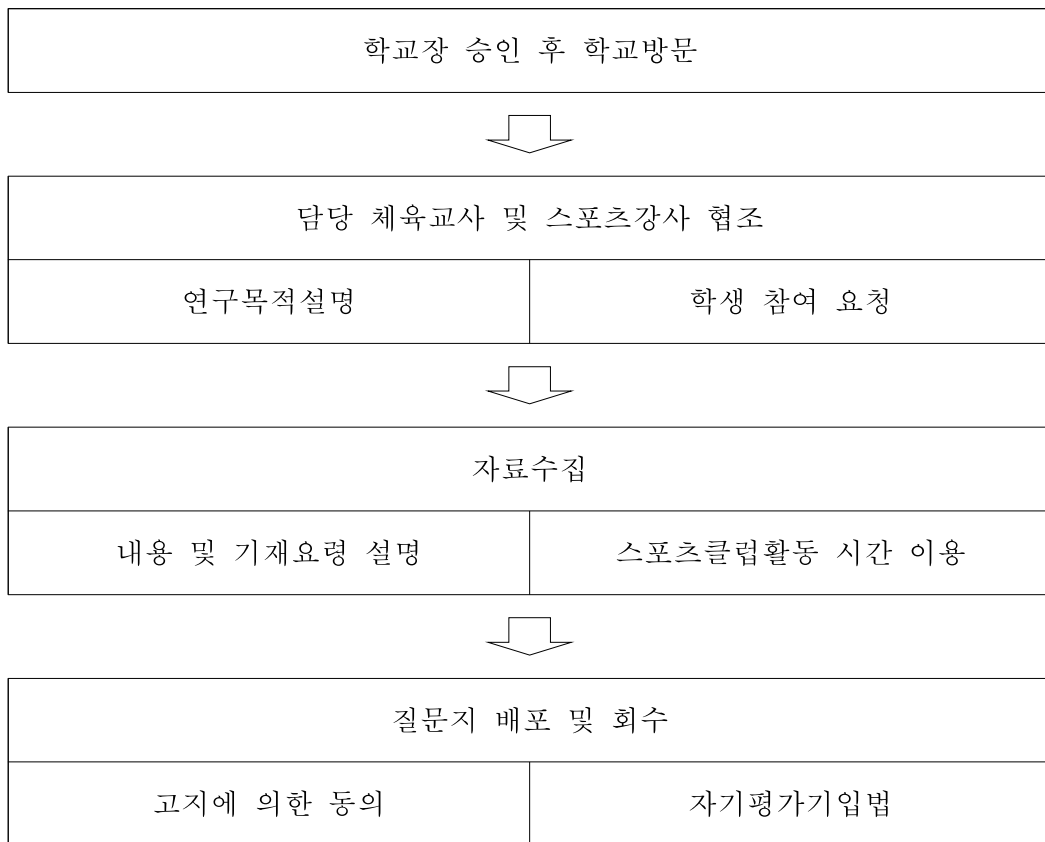 학교장 승인 후 학교방문
담당 체육교사 및 스포츠강사 협조
연구목적설명
학생 참여 요청
자료수집
내용 및 기재요령 설명
스포츠클럽활동 시간 이용
질문지 배포 및 회수
고지에 의한 동의
자기평가기입법